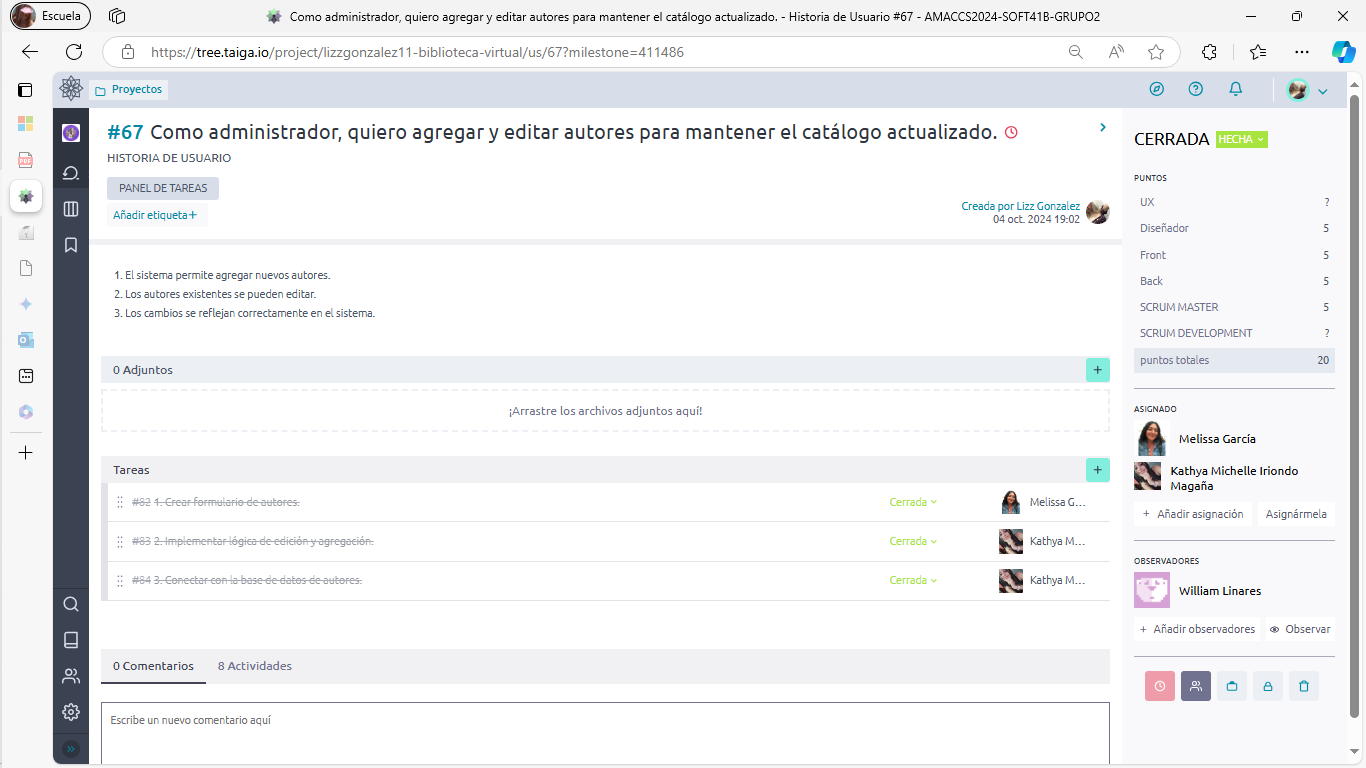 Escuela
Como administrador, quiero agregar y editar autores para mantener el catálogo actualizado. - Historia de Usuario #67 - AMACCS2024-SOFT41B-GRUPO2
https://tree.taiga.io/project/lizzgonzalez11-biblioteca-virtual/us/67?milestone=411486
Proyectos
#67 Como administrador, quiero agregar y editar autores para mantener el catálogo actualizado.
HISTORIA DE USUARIO
PANEL DE TAREAS
Añadir etiqueta+
Creada por Lizz Gonzalez
04 oct. 2024 19:02
1. El sistema permite agregar nuevos autores.
2. Los autores existentes se pueden editar.
3. Los cambios se reflejan correctamente en el sistema.
0 Adjuntos
¡Arrastre los archivos adjuntos aquí!
Tareas
#82 1. Crear formulario de autores. Cerrada Melissa G...
#83 2. Implementar lógica de edición y agregación. Cerrada Kathya M...
#84 3. Conectar con la base de datos de autores. Cerrada Kathya M...
0 Comentarios 8 Actividades
Escribe un nuevo comentario aquí
CERRADA HECHA
PUNTOS
UX ?
Diseñador 5
Front 5
Back 5
SCRUM MASTER 5
SCRUM DEVELOPMENT ?
puntos totales 20
ASIGNADO
Melissa García
Kathya Michelle Iriondo
Magaña
+ Añadir asignación Asignármela
OBSERVADORES
William Linares
+ Añadir observadores Observar